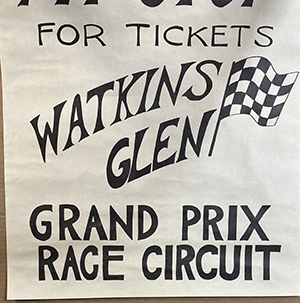 FOR TICKETS
WATKINS
GLEN
GRAND PRIX
RACE CIRCUIT